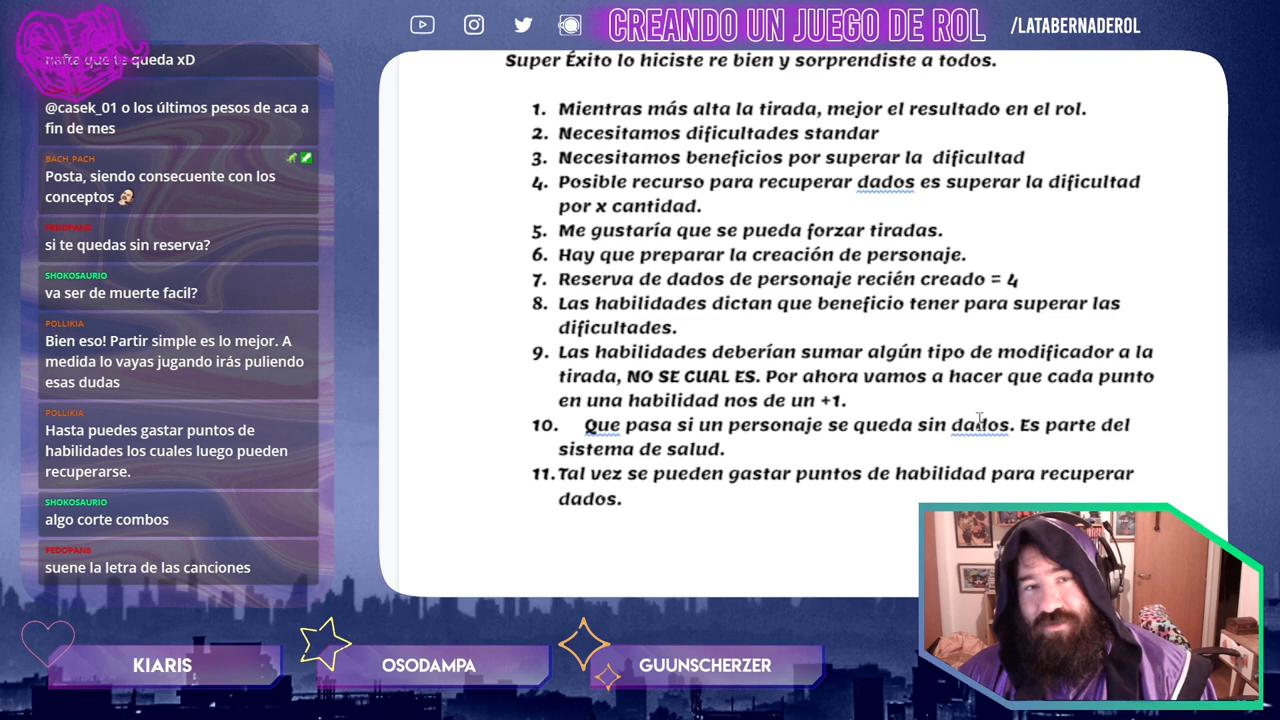 CREANDO UN JUEGO DE ROL
/LATABERNADEROL
nafta que te queda xD
@casek_01 o los últimos pesos de aca a
fin de mes
BACH_PACH
Posta, siendo consecuente con los
conceptos
si te quedas sin reserva?
SHOKOSAURIO
va ser de muerte facil?
POLLIKIA
Bien eso! Partir simple es lo mejor. A
medida lo vayas jugando irás puliendo
esas dudas
POLLIKIA
Hasta puedes gastar puntos de
habilidades los cuales luego pueden
recuperarse.
SHOKOSAURIO
algo corte combos
suene la letra de las canciones
Super Éxito lo hiciste re bien y sorprendiste a todos.
1. Mientras más alta la tirada, mejor el resultado en el rol.
2. Necesitamos dificultades standar
3. Necesitamos beneficios por superar la dificultad
4. Posible recurso para recuperar dados es superar la dificultad
por x cantidad.
5. Me gustaría que se pueda forzar tiradas.
6. Hay que preparar la creación de personaje.
7. Reserva de dados de personaje recién creado = 4
8. Las habilidades dictan que beneficio tener para superar las
dificultades.
9. Las habilidades deberían sumar algún tipo de modificador a la
tirada, NO SE CUAL ES. Por ahora vamos a hacer que cada punto
en una habilidad nos de un +1.
10. Que pasa si un personaje se queda sin dados. Es parte del
sistema de salud.
11. Tal vez se pueden gastar puntos de habilidad para recuperar
dados.
KIARIS
OSODAMPA
GUUNSCHERZER